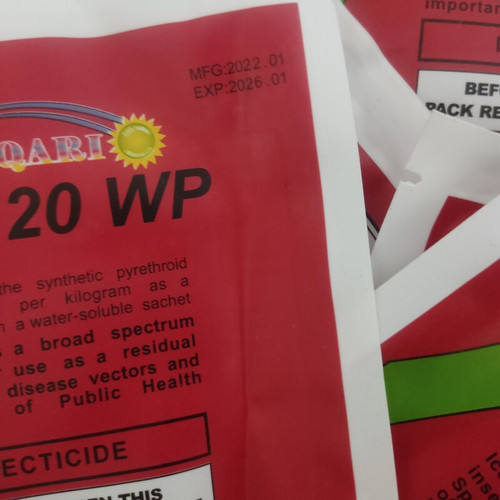 MFG:2022.01
EXP:2026.01
QARI
20 WP
the synthetic pyrethroid
per kilogram as a
a water-soluble sachet
a broad spectrum
use as a residual
disease vectors and
of Public Health
ECTICIDE
THIS
importan
BEF
PACK RE